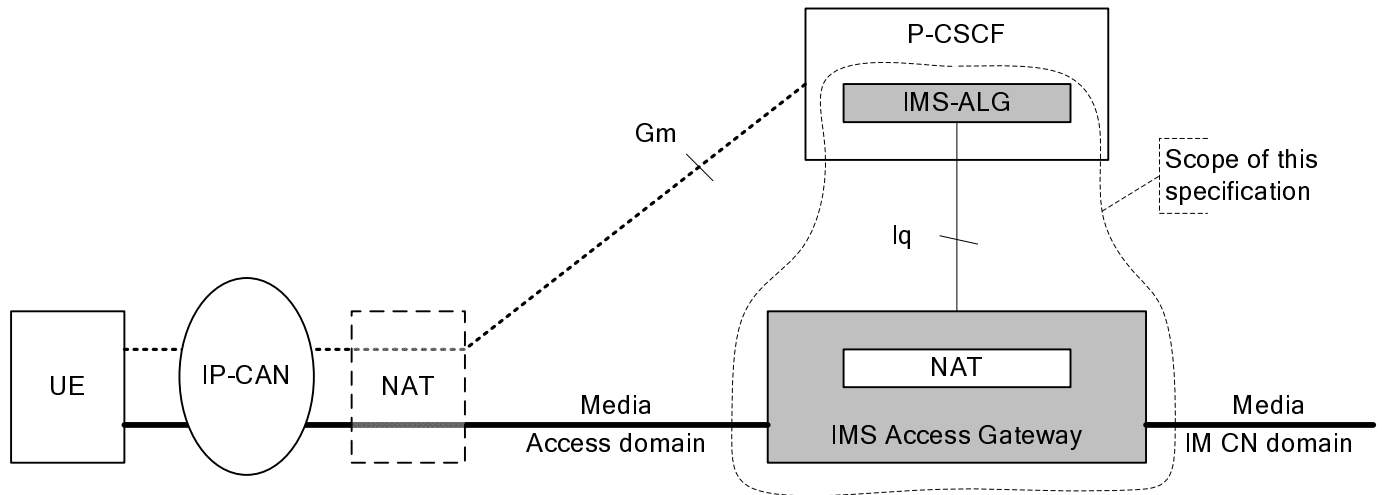 P-CSCF
IMS-ALG
Gm
Scope of this
specification
Iq
UE
IP-CAN
NAT
NAT
Media
Access domain
IMS Access Gateway
Media
IM CN domain